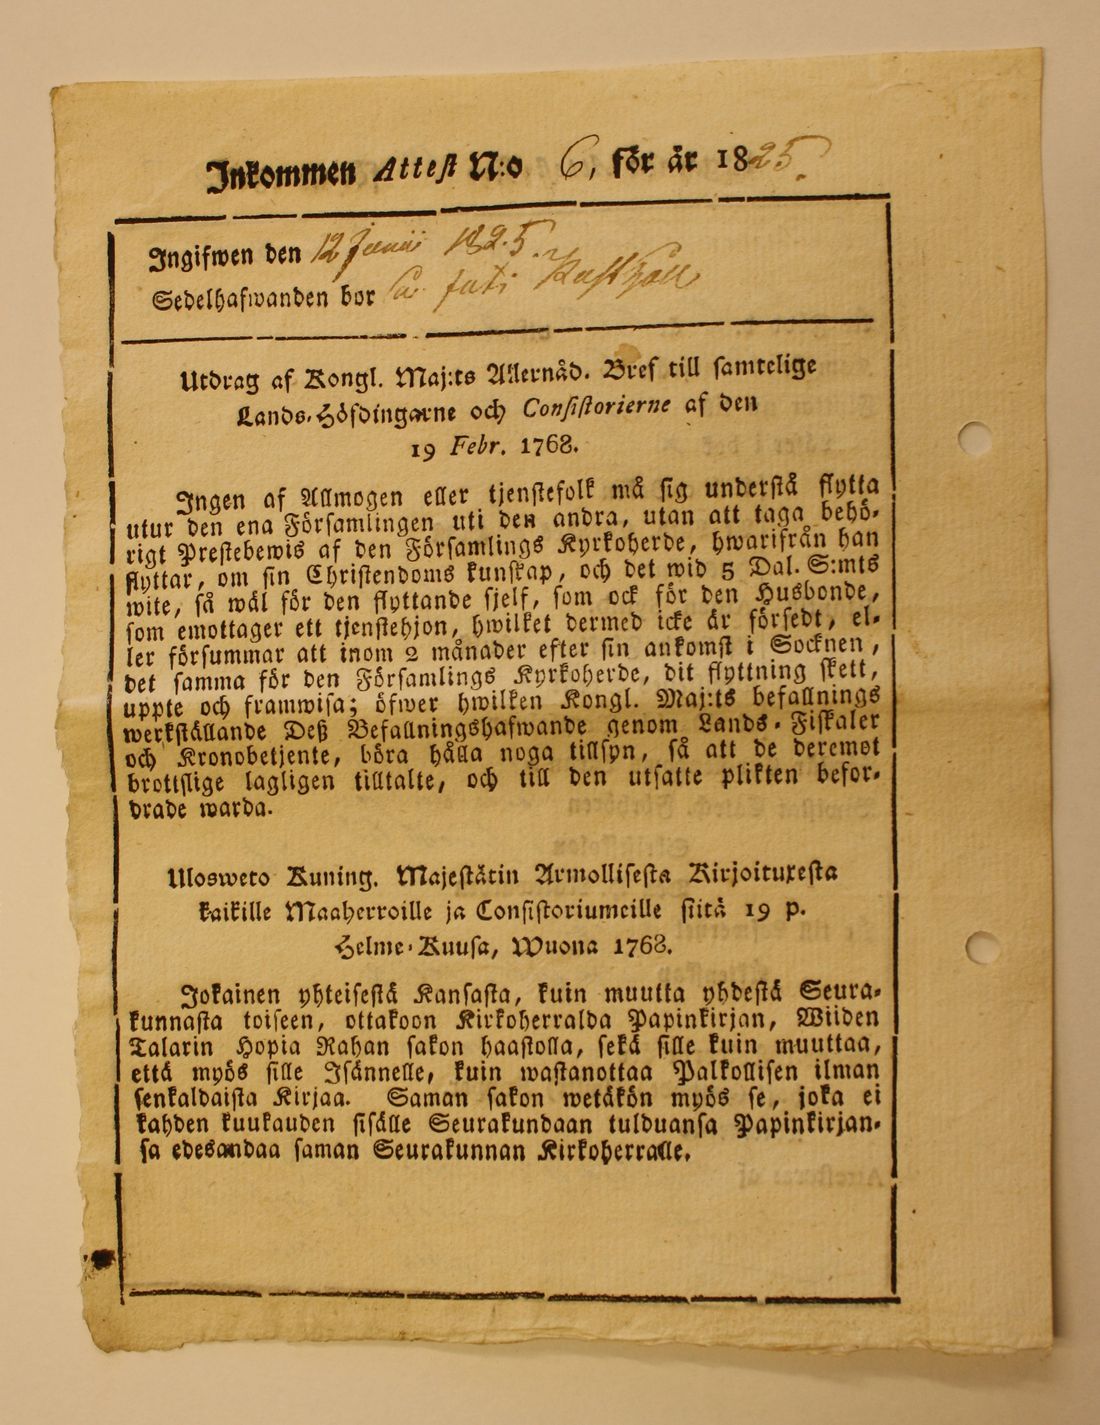 Inkommen Attest N:o 6, för år 1825.
Ingifwen den 12 Junii 1825.
Sedelhafwanden bor
Utdrag af Kongl. Maj:ts Allernåd. Bref till samtelige
Lands-Höfdingarne och Consistorierne af den
19 Febr. 1768.
Ingen af Allmogen eller tjenstefolk må sig understå flytta
utur den ena Församlingen uti den andra, utan att taga behö-
rigt Prestebewis af den Församlings Kyrkoherde, hwarifrån han
flyttar, om sin Christendoms kunskap, och det wid 5 Dal. S:mts
wite, så wäl för den flyttande sjelf, som ock för den Husbonde,
som emottager ett tjenstehjon, hwilket dermed icke är försedt, el-
ler försummar att inom 2 månader efter sin ankomst i Socknen,
det samma för den Församlings Kyrkoherde, dit flyttning skett,
uppte och framwisa; öfwer hwilken Kongl. Maj:ts befallnings
werkställande Deß Befallningshafwande genom Lands-Fiskaler
och Kronobetjente, böra hålla noga tillsyn, så att de deremot
brottslige lagligen tilltalte, och till den utsatte plikten befor-
drade warda.
Ulosweto Kuning. Majestätin Armollisesta Kirjoituxesta
kaikille Maaherroille ja Consistoriumeille siitä 19 p.
Helme-Kuusa, Wuona 1768.
Jokainen yhteisestä Kansasta, kuin muutta yhdestä Seura-
kunnasta toiseen, ottakoon Kirkoherralda Papinkirjan, Wiiden
Talarin Hopia Rahan sakon haastolla, sekä sille kuin muuttaa,
että myös sille Isännelle, kuin wastanottaa Palkollisen ilman
senkaldaista Kirjaa. Saman sakon wetäkön myös se, joka ei
kahden kuukauden sisälle Seurakundaan tulduansa Papinkirjan-
sa edesandaa saman Seurakunnan Kirkoherralle.